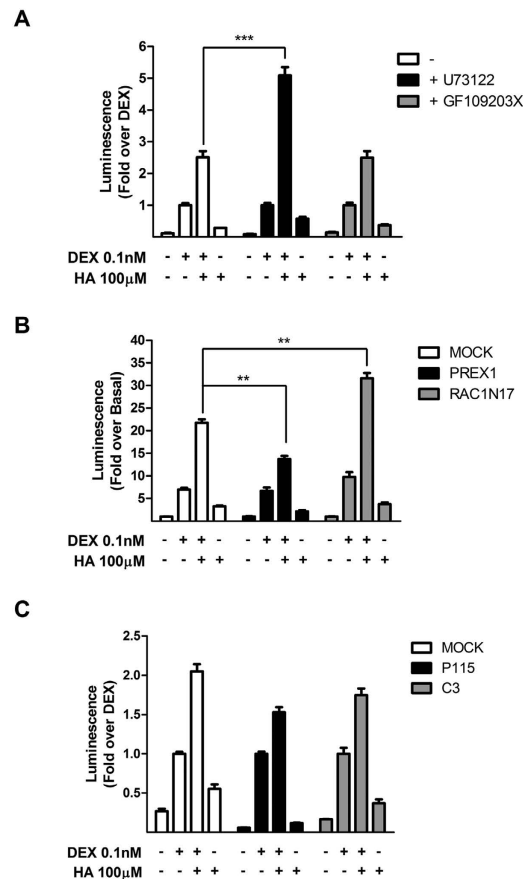 A
***
-
+ U73122
+ GF109203X
Luminescence
(Fold over DEX)
6
5
4
3
2
1
DEX 0.1nM - + + - - + + - - + + -
HA 100μM - - + + - - + + - - + +
B
**
**
MOCK
PREX1
RAC1N17
Luminescence
(Fold over Basal)
40
35
30
25
20
15
10
5
DEX 0.1nM - + + - - + + - - + + -
HA 100μM - - + + - - + + - - + +
C
MOCK
P115
C3
Luminescence
(Fold over DEX)
2.5
2.0
1.5
1.0
0.5
DEX 0.1nM - + + - - + + - - + + -
HA 100μM - - + + - - + + - - + +